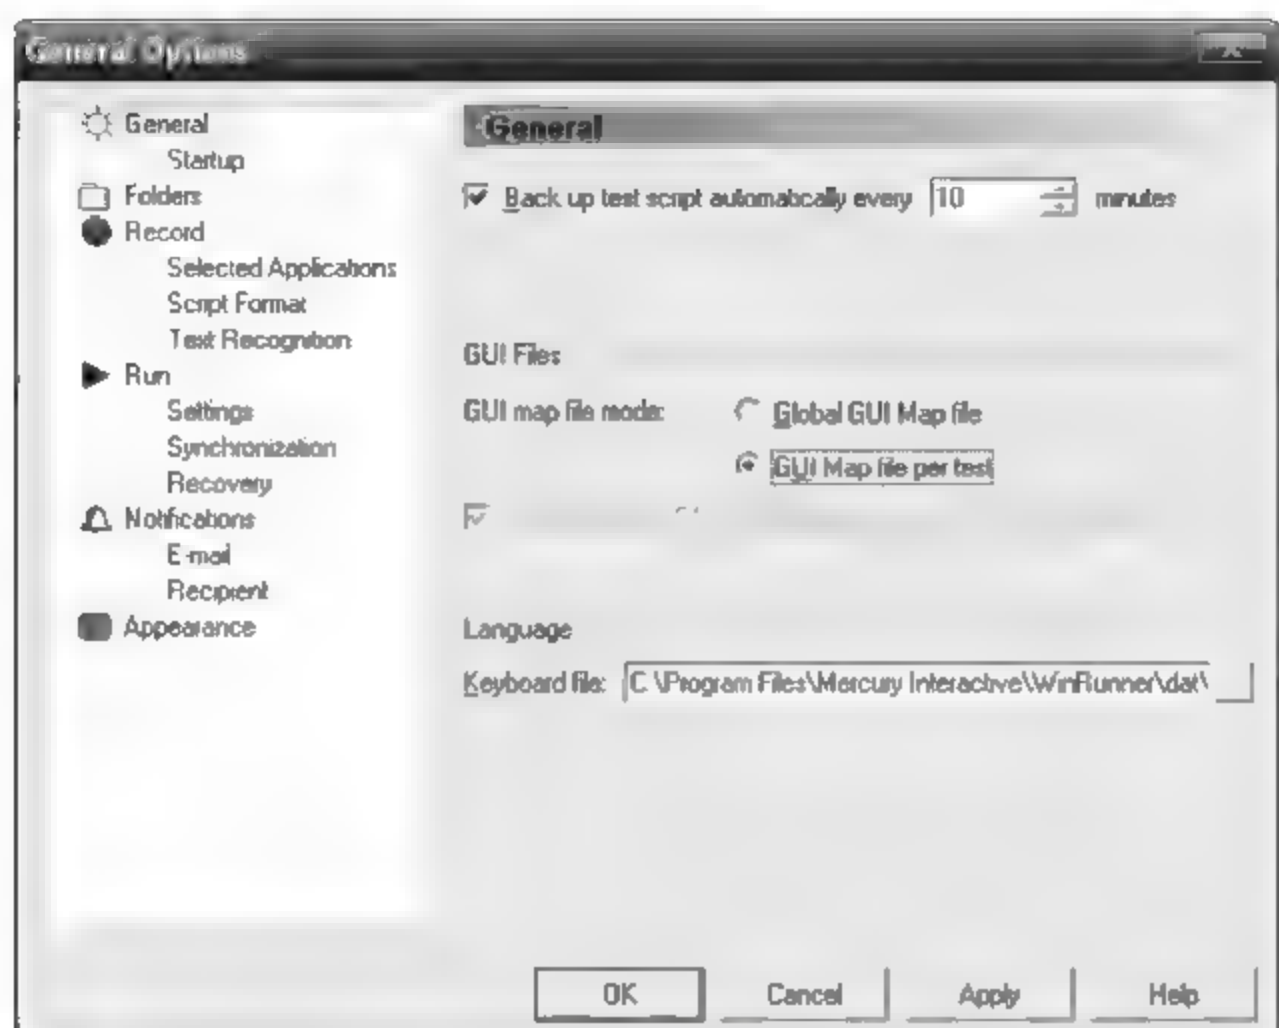 General Options
General
Startup
Folders
Record
Selected Applications
Script Format
Text Recognition
Run
Settings
Synchronization
Recovery
Notifications
E-mail
Recipient
Appearance
General
Back up test script automatically every 10 minutes
GUI Files
GUI map file mode: Global GUI Map file
GUI Map file per test
Language
Keyboard file: C:\Program Files\Mercury Interactive\WinRunner\dat\
OK Cancel Apply Help